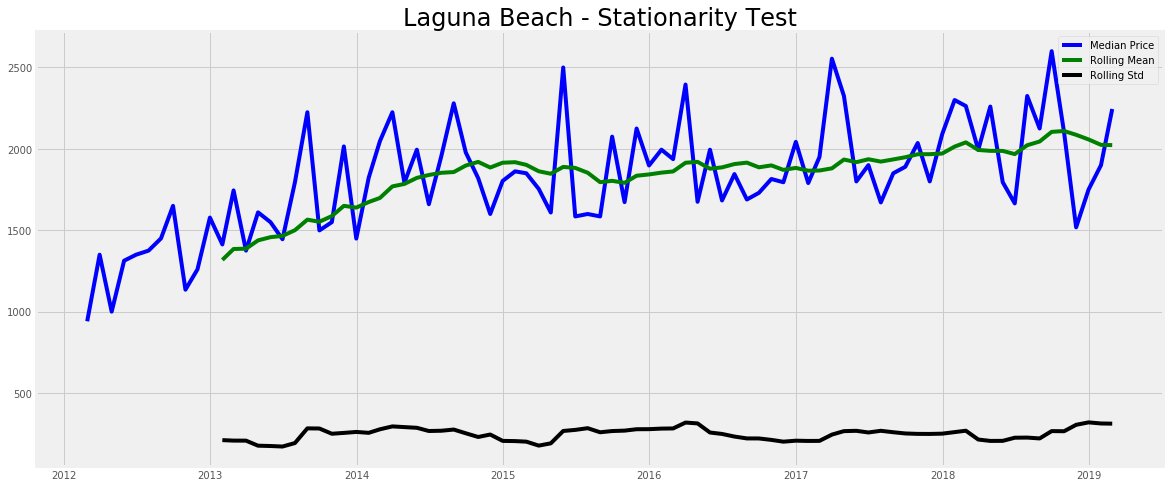 Laguna Beach - Stationarity Test
Median Price
Rolling Mean
Rolling Std
2500
2000
1500
1000
500
2012 2013 2014 2015 2016 2017 2018 2019